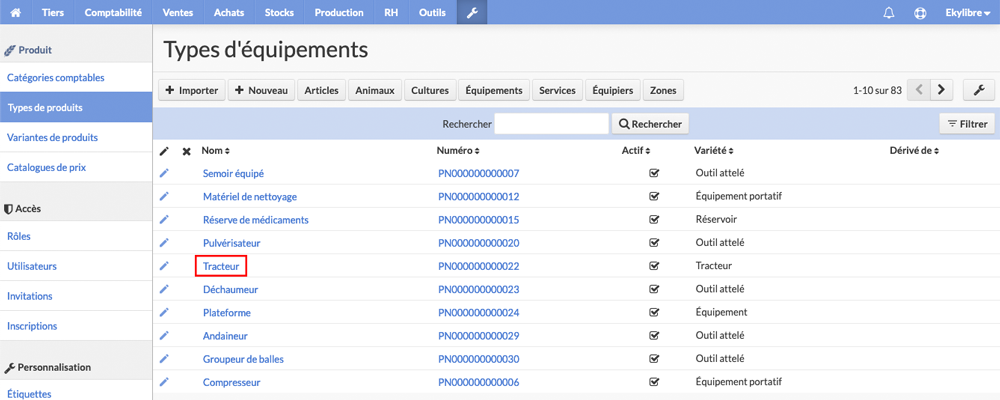 Tiers Comptabilité Ventes Achats Stocks Production RH Outils Ekylibre
Produit
Catégories comptables
Types de produits
Variantes de produits
Catalogues de prix
Accès
Rôles
Utilisateurs
Invitations
Inscriptions
Personnalisation
Étiquettes
Types d'équipements
Importer Nouveau Articles Animaux Cultures Équipements Services Équipiers Zones 1-10 sur 83
Rechercher Rechercher Filtrer
Nom Numéro Actif Variété Dérivé de
Semoir équipé PN000000000007 Outil attelé
Matériel de nettoyage PN000000000012 Équipement portatif
Réserve de médicaments PN000000000015 Réservoir
Pulvérisateur PN000000000020 Outil attelé
Tracteur PN000000000022 Tracteur
Déchaumeur PN000000000023 Outil attelé
Plateforme PN000000000024 Équipement
Andaineur PN000000000029 Outil attelé
Groupeur de balles PN000000000030 Outil attelé
Compresseur PN000000000006 Équipement portatif